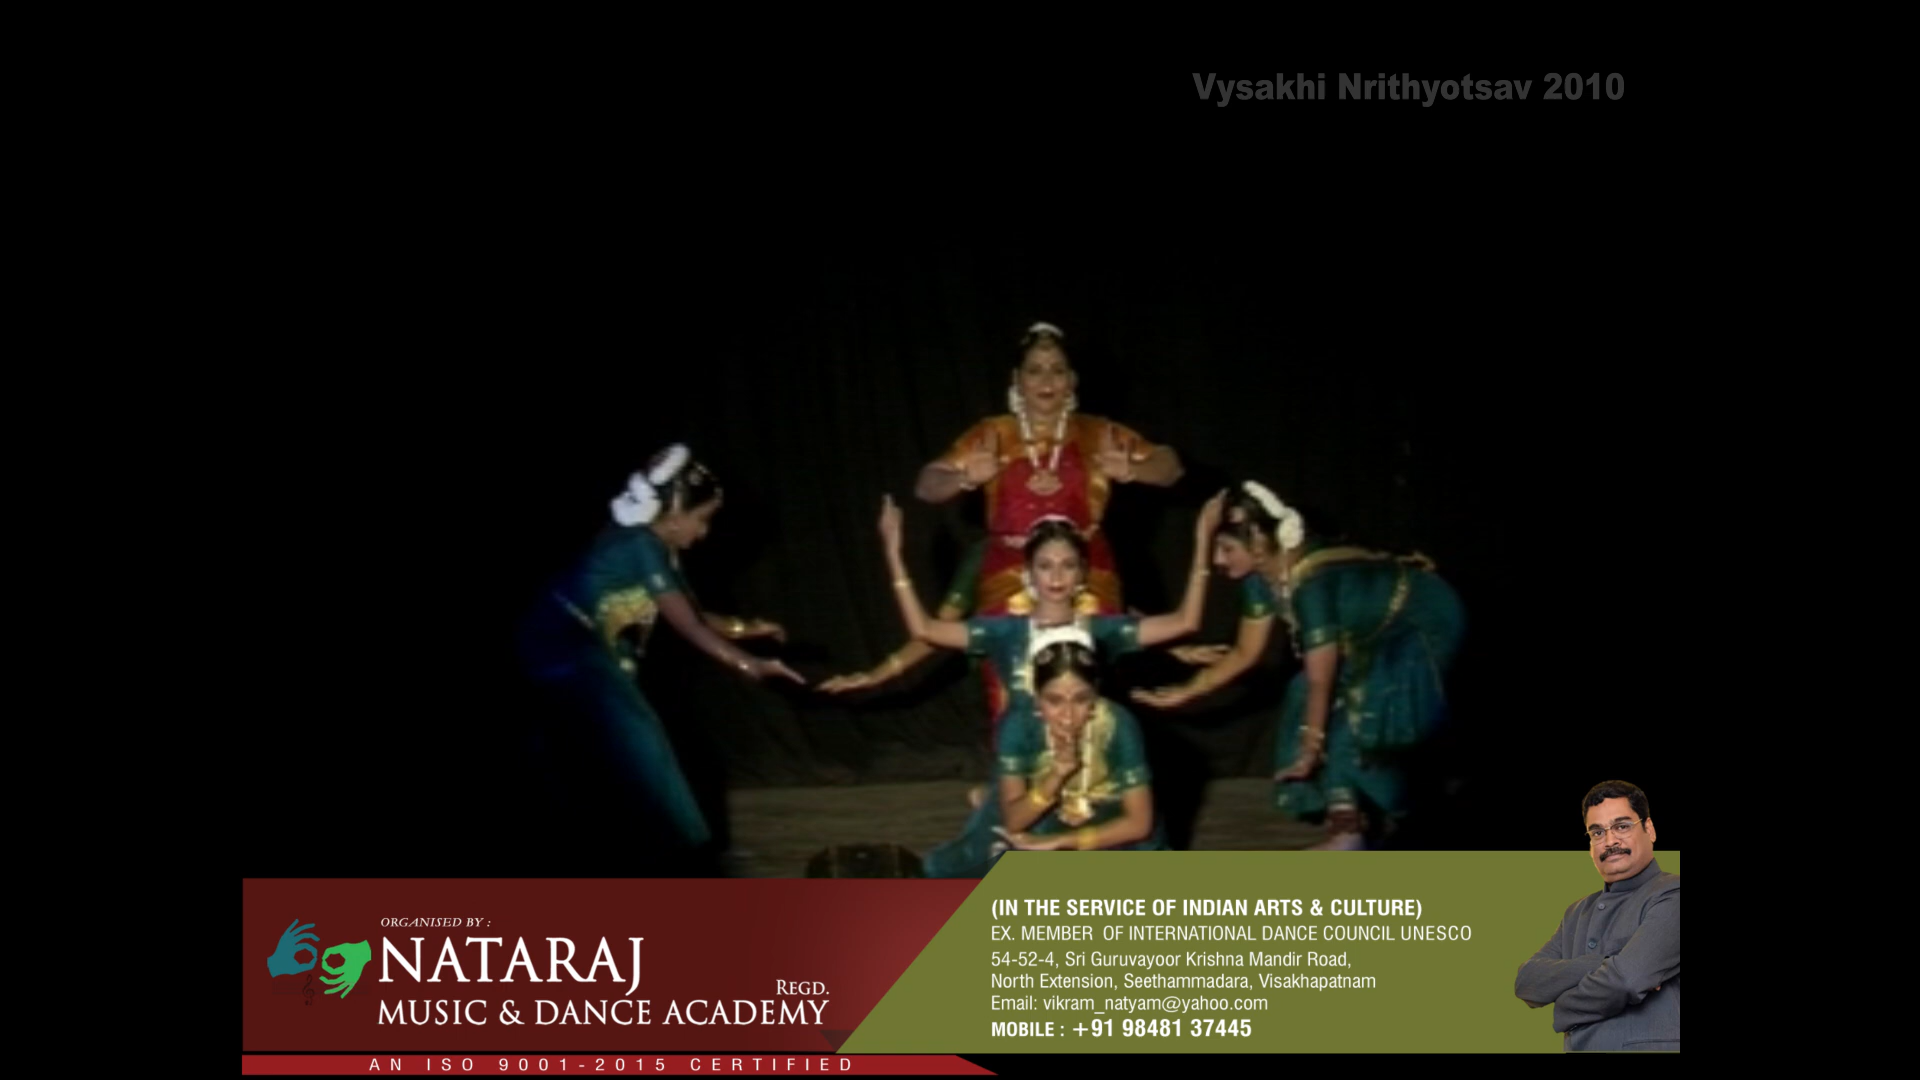 Vysakhi Nrithyotsav 2010
ORGANISED BY :
NATARAJ
REGD.
MUSIC & DANCE ACADEMY
AN ISO 9001-2015 CERTIFIED
(IN THE SERVICE OF INDIAN ARTS & CULTURE)
EX. MEMBER OF INTERNATIONAL DANCE COUNCIL UNESCO
54-52-4, Sri Guruvayoor Krishna Mandir Road,
North Extension, Seethammadara, Visakhapatnam
Email: vikram_natyam@yahoo.com
MOBILE : +91 98481 37445